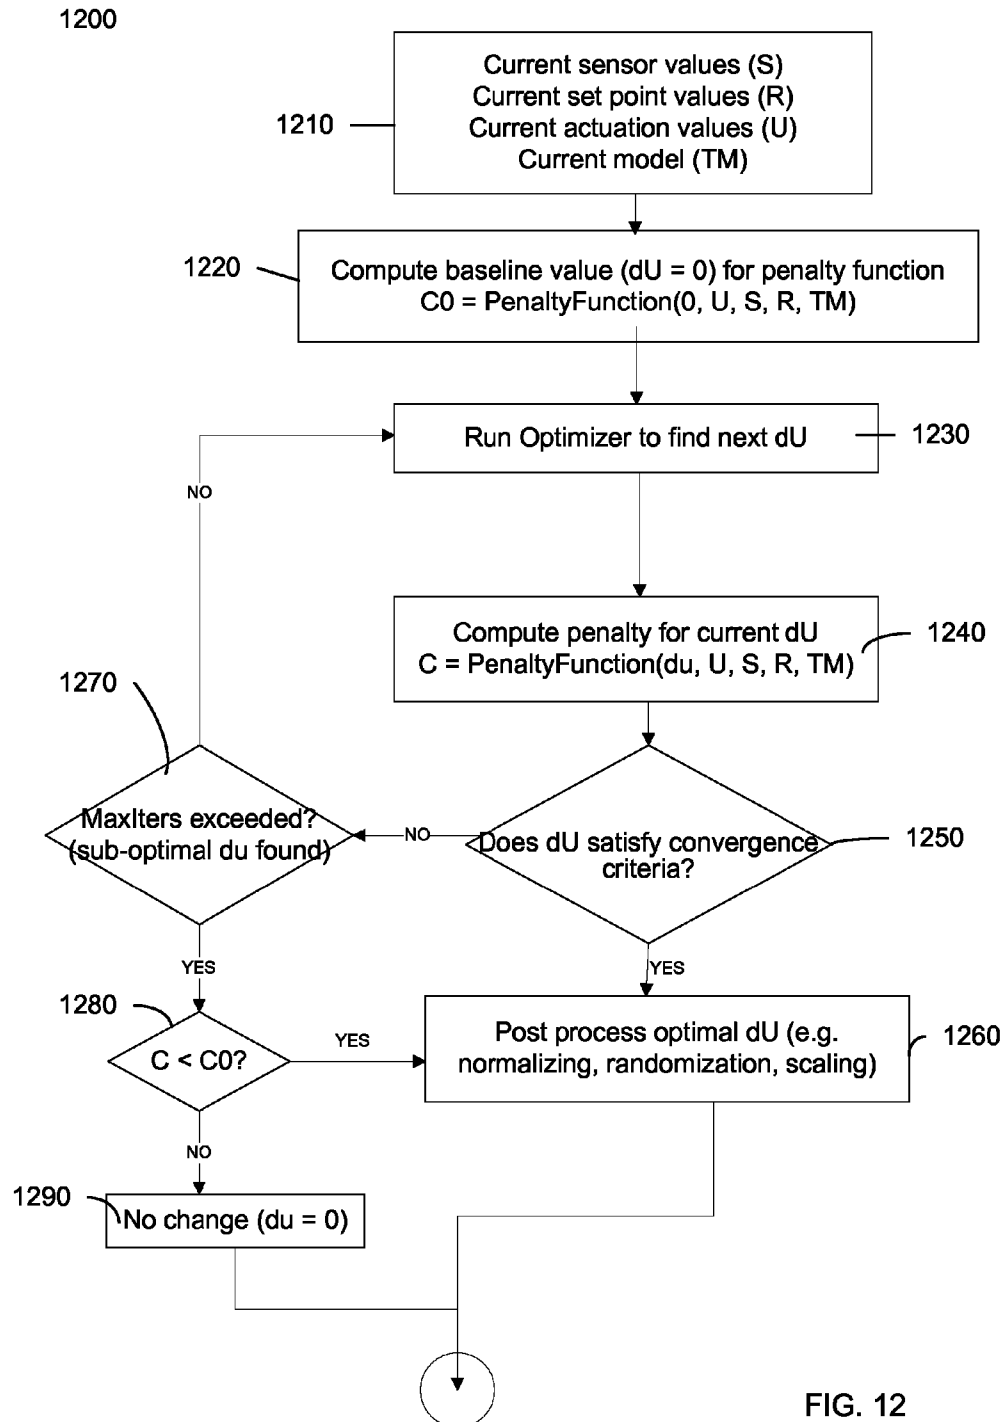 1200
Current sensor values (S)
Current set point values (R)
Current actuation values (U)
Current model (TM)
1210
1220
Compute baseline value (dU = 0) for penalty function
C0 = PenaltyFunction(0, U, S, R, TM)
Run Optimizer to find next dU
1230
NO
Compute penalty for current dU
C = PenaltyFunction(du, U, S, R, TM)
1240
1270
MaxIters exceeded?
(sub-optimal du found)
NO
Does dU satisfy convergence
criteria?
1250
YES
YES
1280
C < C0?
YES
Post process optimal dU (e.g.
normalizing, randomization, scaling)
1260
NO
1290
No change (du = 0)
FIG. 12